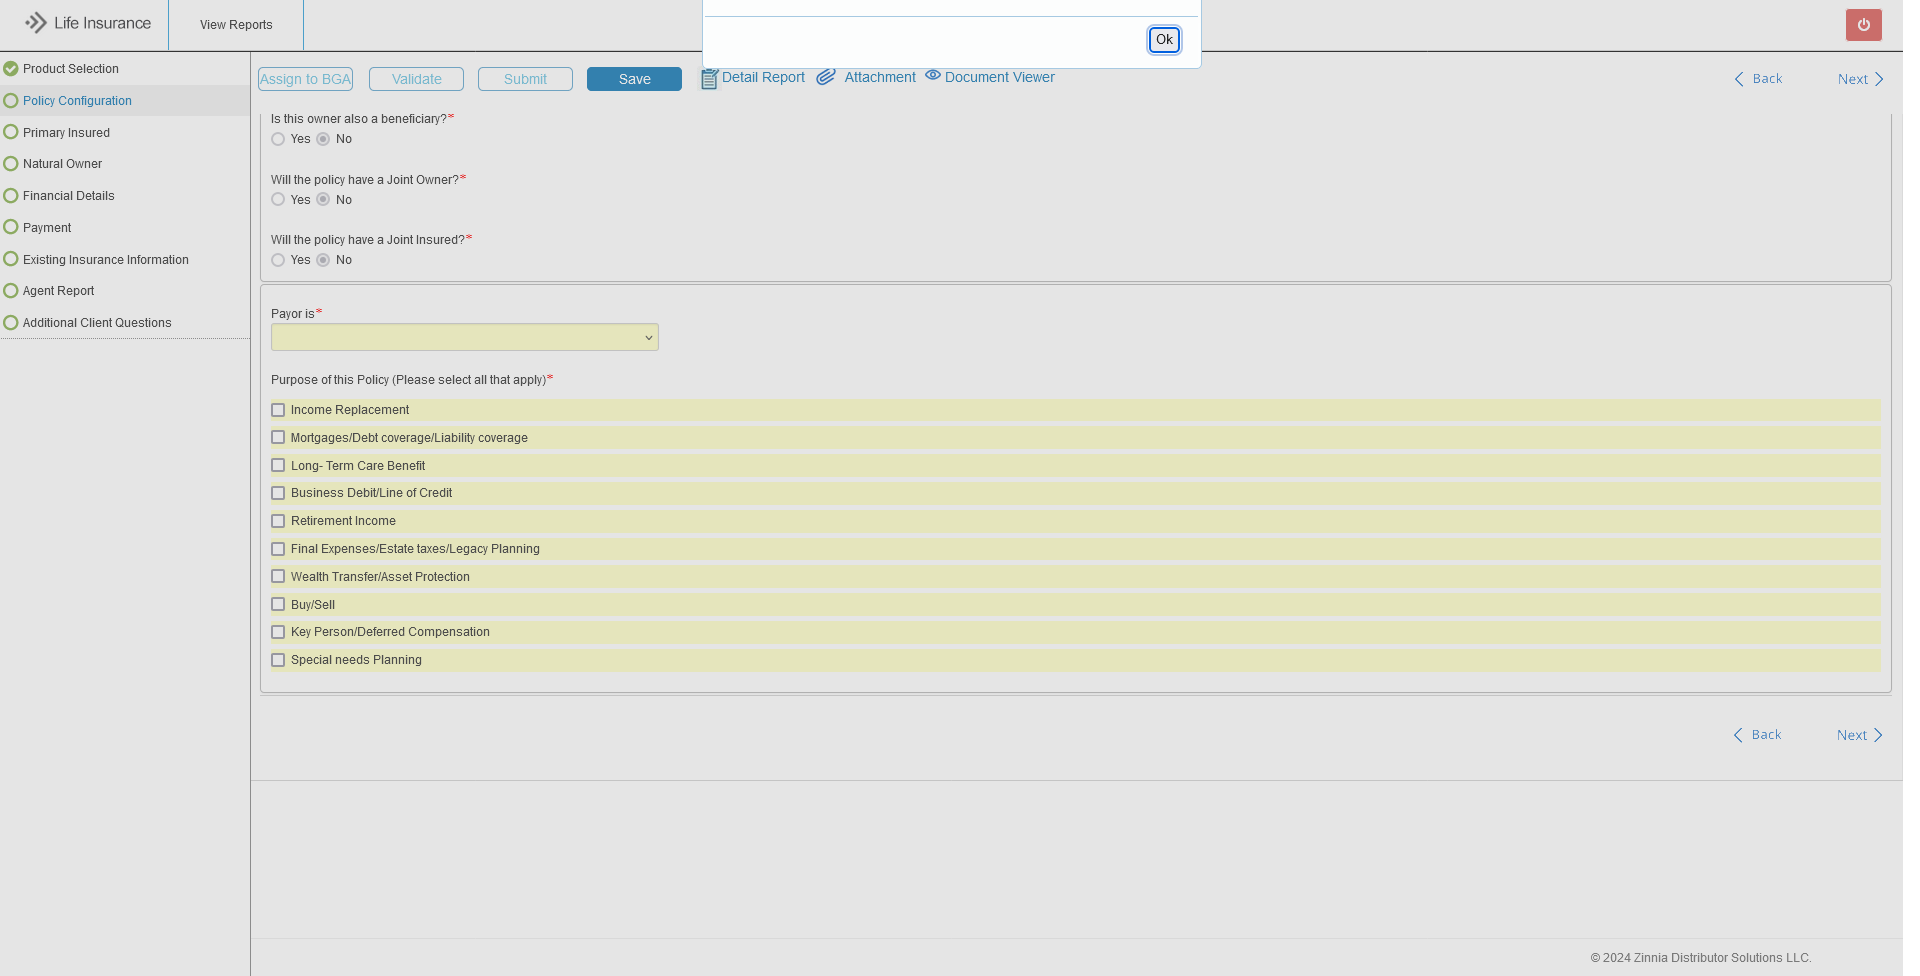 Life Insurance
View Reports
Ok
Product Selection
Policy Configuration
Primary Insured
Natural Owner
Financial Details
Payment
Existing Insurance Information
Agent Report
Additional Client Questions
Assign to BGA
Validate
Submit
Save
Detail Report
Attachment
Document Viewer
Back
Next
Is this owner also a beneficiary?*
Yes No
Will the policy have a Joint Owner?*
Yes No
Will the policy have a Joint Insured?*
Yes No
Payor is*
Purpose of this Policy (Please select all that apply)*
Income Replacement
Mortgages/Debt coverage/Liability coverage
Long- Term Care Benefit
Business Debit/Line of Credit
Retirement Income
Final Expenses/Estate taxes/Legacy Planning
Wealth Transfer/Asset Protection
Buy/Sell
Key Person/Deferred Compensation
Special needs Planning
Back
Next
© 2024 Zinnia Distributor Solutions LLC.